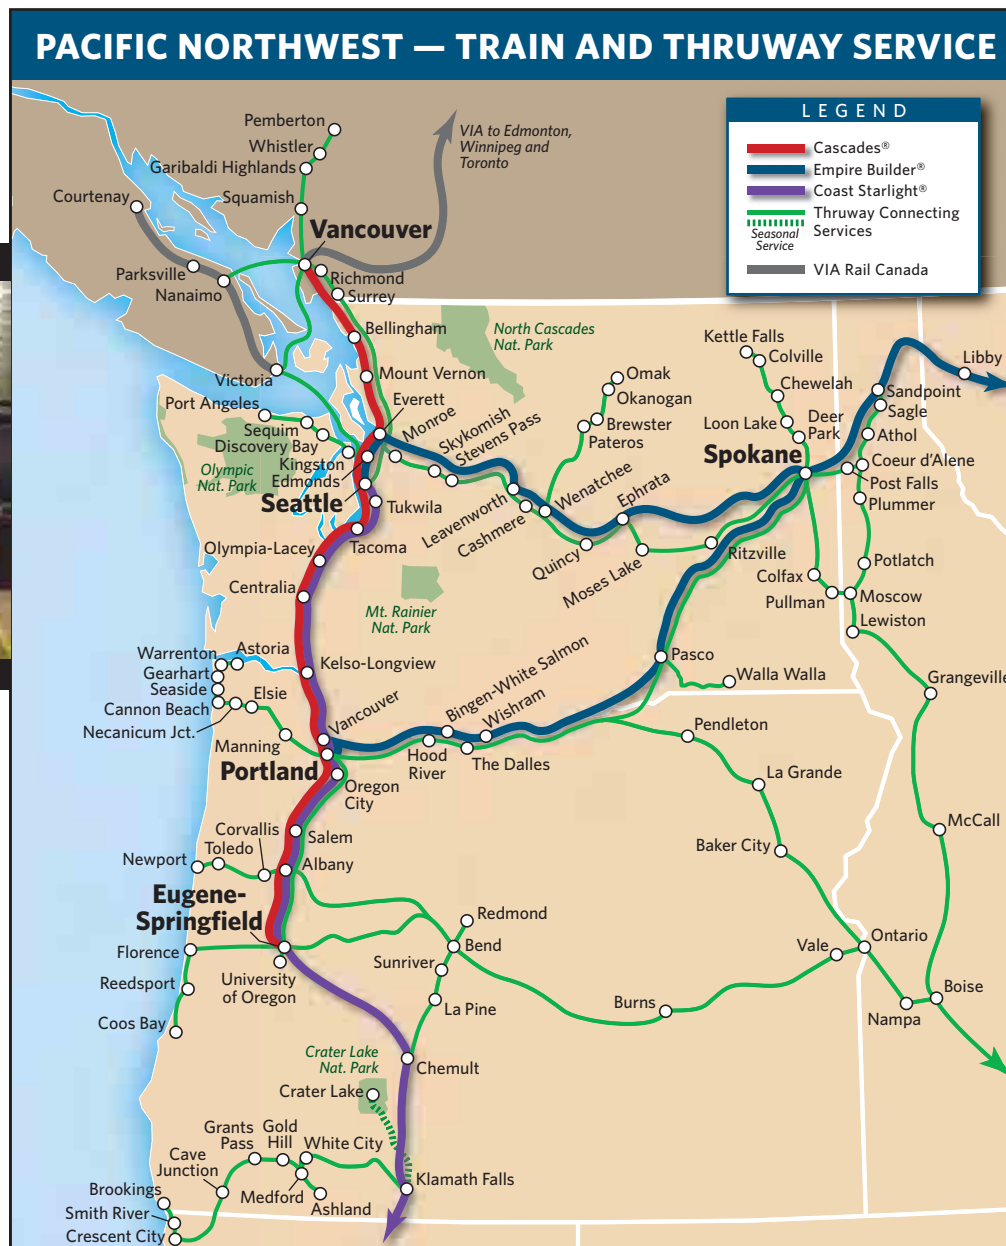 PACIFIC NORTHWEST — TRAIN AND THRUWAY SERVICE
LEGEND
Cascades®
Empire Builder®
Coast Starlight®
Thruway Connecting
Services
Seasonal
Service
VIA Rail Canada
Pemberton
Whistler
Garibaldi Highlands
Squamish
VIA to Edmonton,
Winnipeg and
Toronto
Courtenay
Vancouver
Parksville
Nanaimo
Richmond
Surrey
Bellingham
North Cascades
Nat. Park
Mount Vernon
Victoria
Everett
Port Angeles
Sequim
Discovery Bay
Kingston
Edmonds
Olympic
Nat. Park
Seattle
Monroe
Skykomish
Stevens Pass
Tukwila
Tacoma
Leavenworth
Cashmere
Wenatchee
Quincy
Ephrata
Moses Lake
Omak
Okanogan
Brewster
Pateros
Kettle Falls
Colville
Chewelah
Loon Lake
Deer
Park
Spokane
Libby
Sandpoint
Sagle
Athol
Coeur d'Alene
Post Falls
Plummer
Ritzville
Colfax
Pullman
Potlatch
Moscow
Lewiston
Grangeville
Olympia-Lacey
Centralia
Mt. Rainier
Nat. Park
Pasco
Walla Walla
Warrenton
Astoria
Gearhart
Seaside
Cannon Beach
Elsie
Necanicum Jct.
Manning
Kelso-Longview
Vancouver
Bingen-White Salmon
Wishram
Hood
River
The Dalles
Pendleton
La Grande
Baker City
McCall
Portland
Oregon
City
Salem
Corvallis
Toledo
Newport
Albany
Eugene-
Springfield
Florence
University
of Oregon
Reedsport
Coos Bay
Redmond
Bend
Sunriver
La Pine
Burns
Vale
Ontario
Nampa
Boise
Crater Lake
Nat. Park
Crater Lake
Chemult
Klamath Falls
Grants
Pass
Gold
Hill
White City
Cave
Junction
Medford
Ashland
Brookings
Smith River
Crescent City